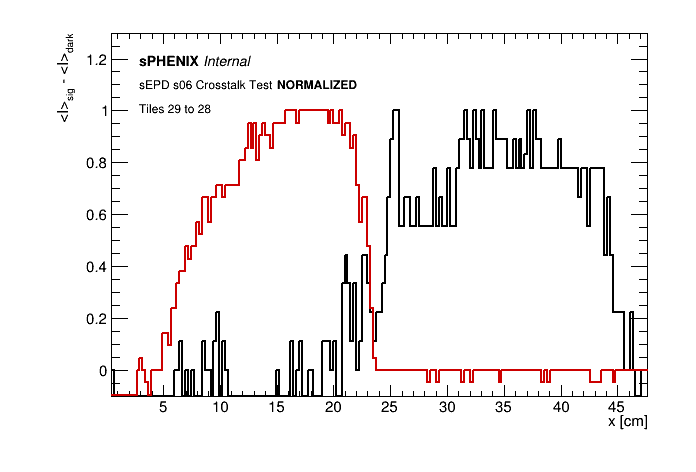 <I>sig - <I>dark
sPHENIX Internal
sEPD s06 Crosstalk Test NORMALIZED
Tiles 29 to 28
1.2
1
0.8
0.6
0.4
0.2
0
5 10 15 20 25 30 35 40 45
x [cm]